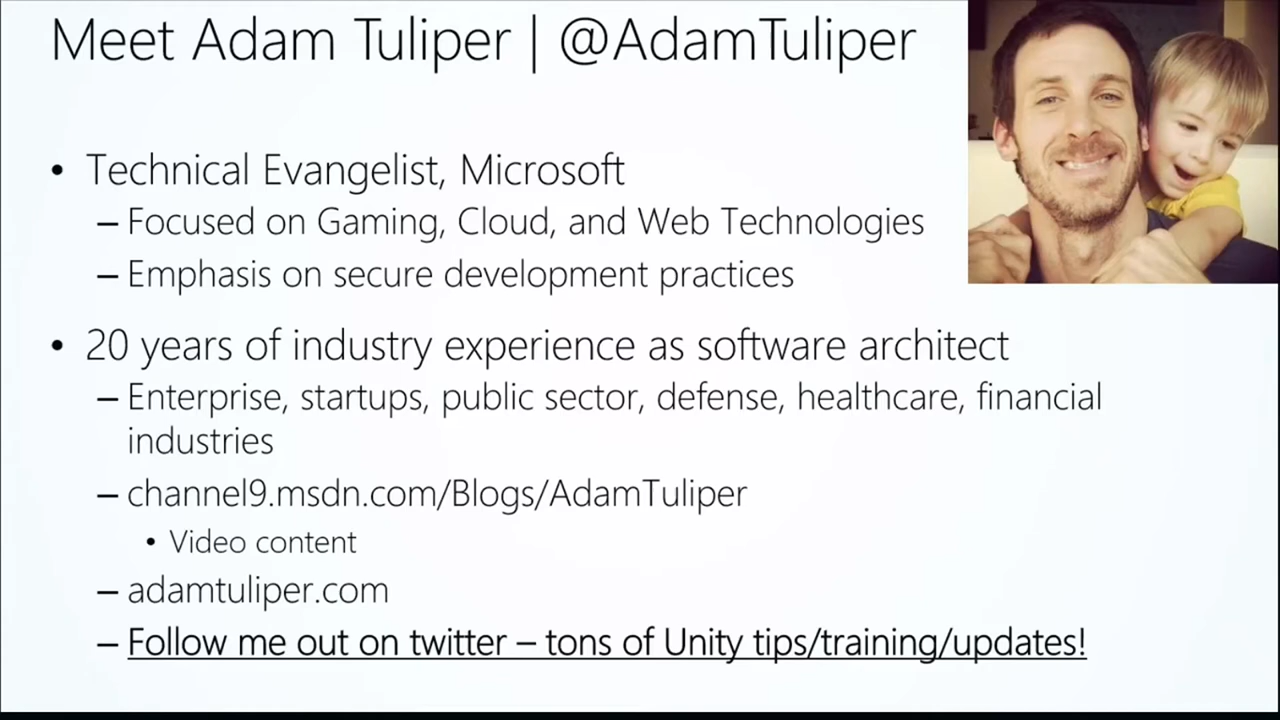 Meet Adam Tuliper | @AdamTuliper
• Technical Evangelist, Microsoft
– Focused on Gaming, Cloud, and Web Technologies
– Emphasis on secure development practices
• 20 years of industry experience as software architect
– Enterprise, startups, public sector, defense, healthcare, financial
industries
– channel9.msdn.com/Blogs/AdamTuliper
• Video content
– adamtuliper.com
– Follow me out on twitter – tons of Unity tips/training/updates!